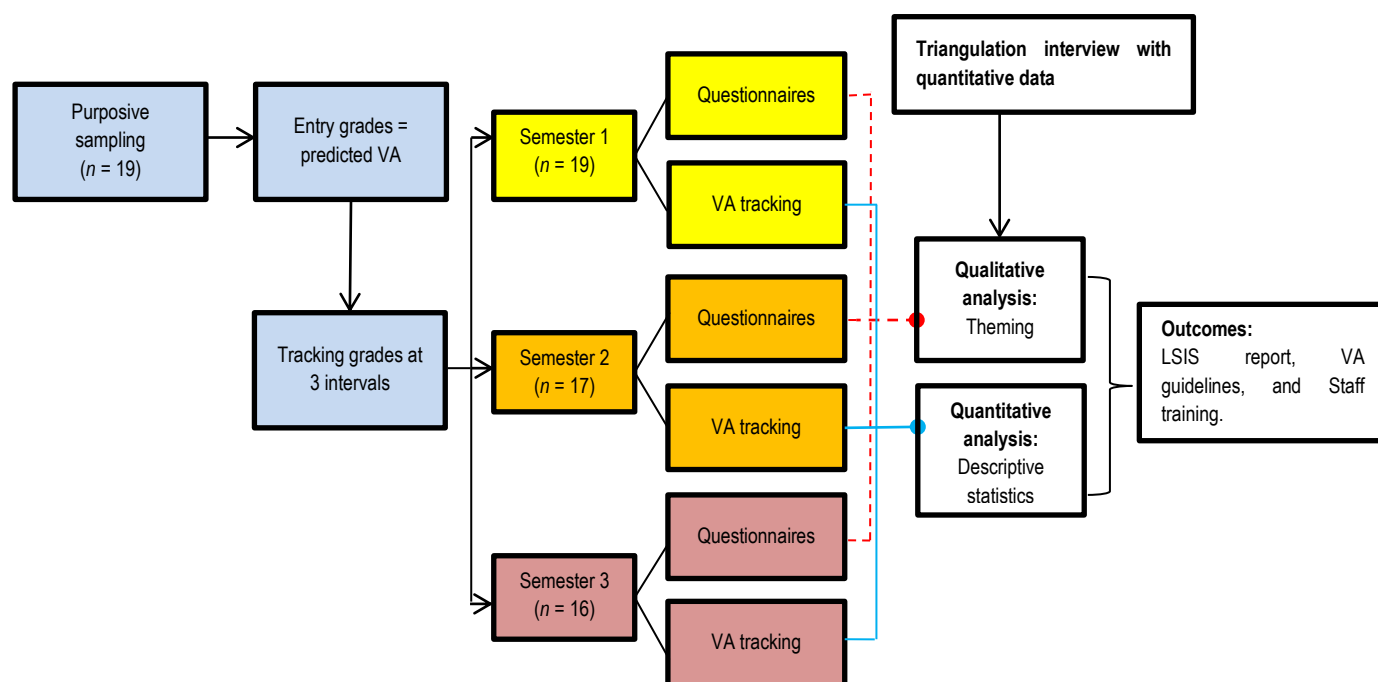 Purposive
sampling
(n = 19)
Entry grades =
predicted VA
Tracking grades at
3 intervals
Semester 1
(n = 19)
Questionnaires
VA tracking
Semester 2
(n = 17)
Questionnaires
VA tracking
Semester 3
(n = 16)
Questionnaires
VA tracking
Triangulation interview with
quantitative data
Qualitative
analysis:
Theming
Quantitative
analysis:
Descriptive
statistics
Outcomes:
LSIS report, VA
guidelines, and Staff
training.